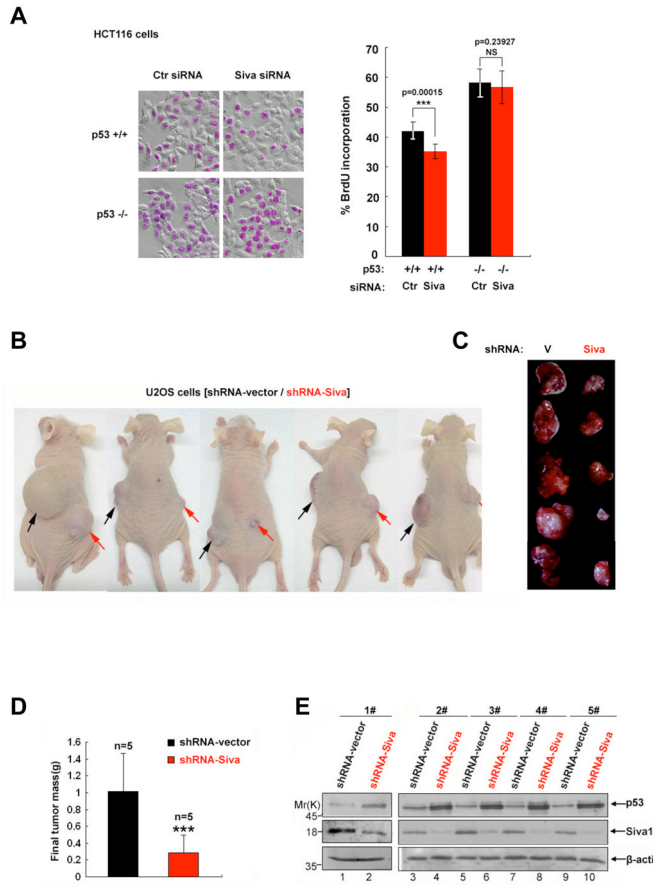 A
HCT116 cells
Ctr siRNA Siva siRNA
p53 +/+
p53 -/-
% BrdU incorporation
70
60
50
40
30
20
10
0
p=0.00015
***
p=0.23927
NS
p53: +/+ +/+ -/- -/-
siRNA: Ctr Siva Ctr Siva
B
U2OS cells [shRNA-vector / shRNA-Siva]
C
shRNA: V Siva
D
shRNA-vector
shRNA-Siva
Final tumor mass(g)
1.6
1.4
1.2
1
0.8
0.6
0.4
0.2
0
n=5
n=5
***
E
1# 2# 3# 4# 5#
shRNA-vector shRNA-Siva shRNA-vector shRNA-Siva shRNA-vector shRNA-Siva shRNA-vector shRNA-Siva shRNA-vector shRNA-Siva
Mr(K)
45
18
35
p53
Siva1
β-acti
1 2 3 4 5 6 7 8 9 10